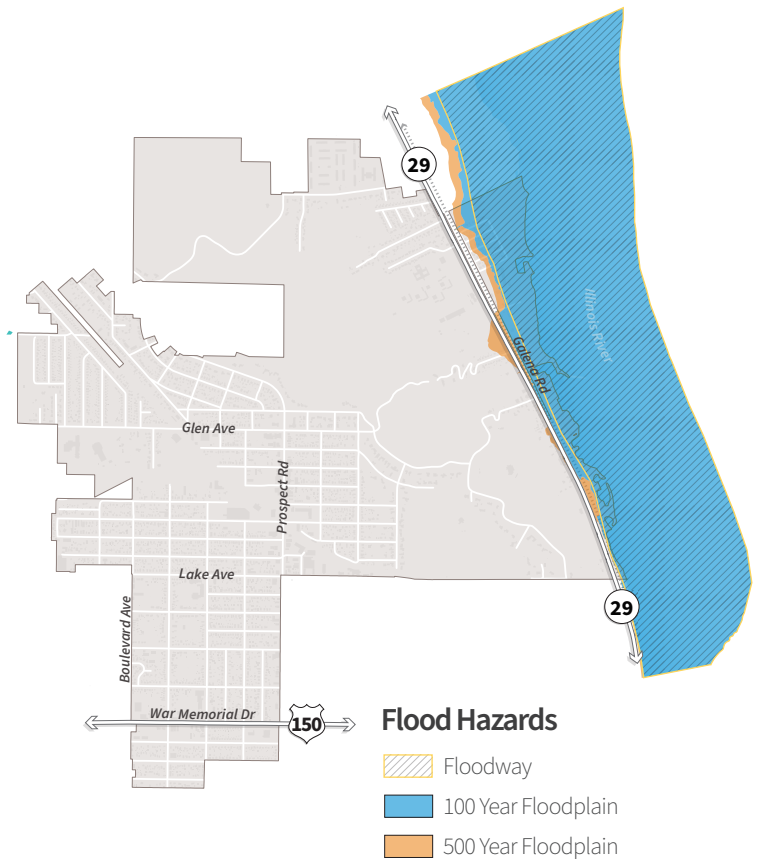 29
Illinois River
Galena Rd
Glen Ave
Prospect Rd
Lake Ave
Boulevard Ave
29
War Memorial Dr
150
Flood Hazards
Floodway
100 Year Floodplain
500 Year Floodplain